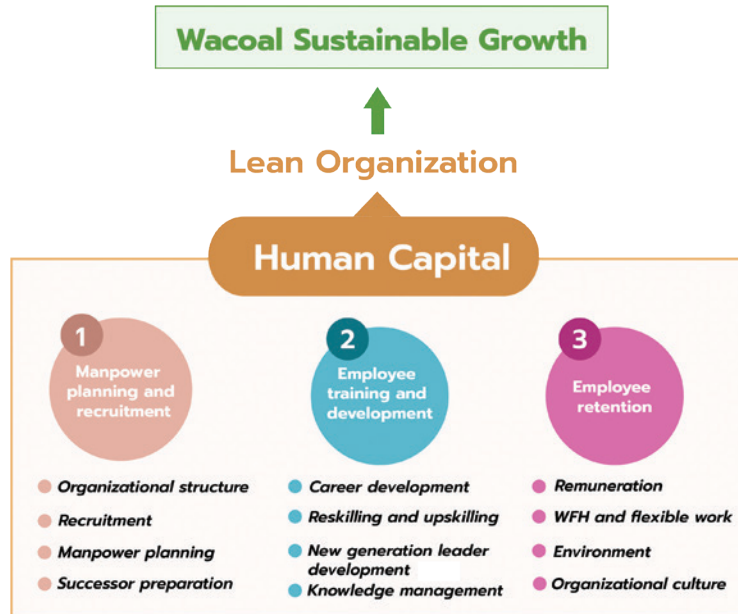 Wacoal Sustainable Growth
Lean Organization
Human Capital
1
Manpower
planning and
recruitment
Organizational structure
Recruitment
Manpower planning
Successor preparation
2
Employee
training and
development
Career development
Reskilling and upskilling
New generation leader
development
Knowledge management
3
Employee
retention
Remuneration
WFH and flexible work
Environment
Organizational culture